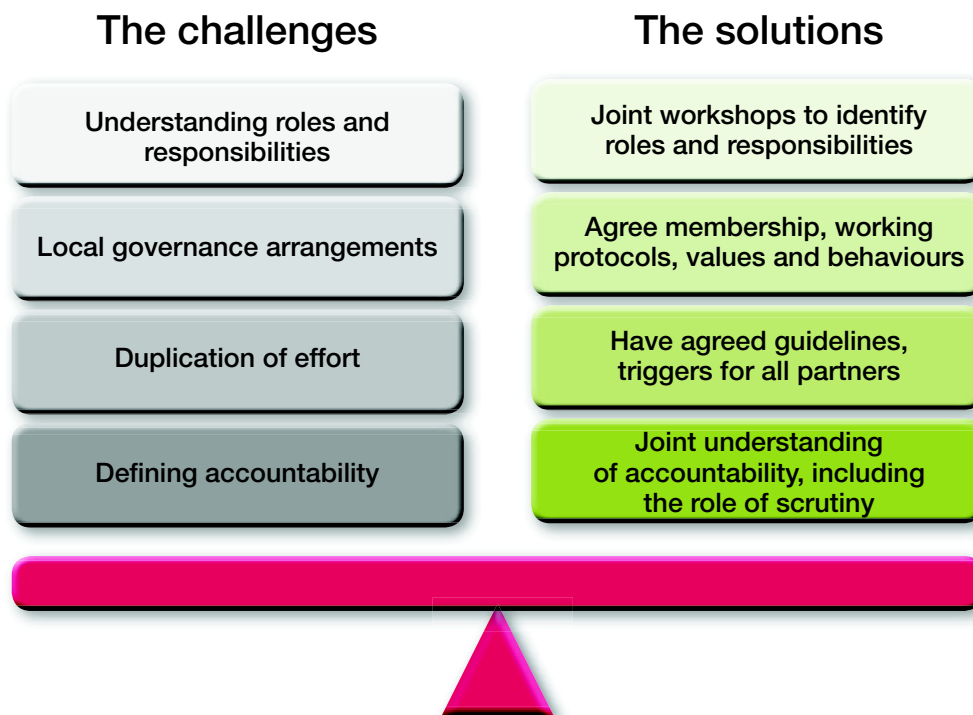 The challenges
The solutions
Understanding roles and
responsibilities
Joint workshops to identify
roles and responsibilities
Local governance arrangements
Agree membership, working
protocols, values and behaviours
Duplication of effort
Have agreed guidelines,
triggers for all partners
Defining accountability
Joint understanding
of accountability, including
the role of scrutiny